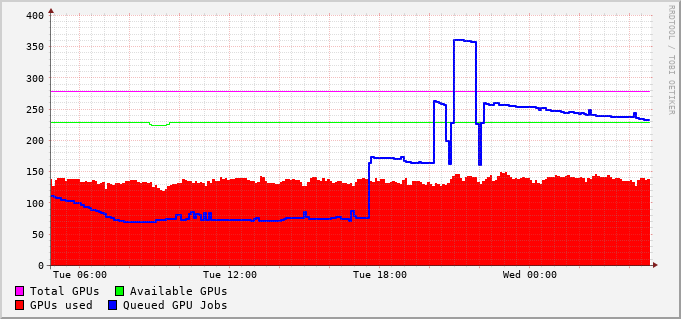 RRDTOOL / TOBI OETIKER
400
350
300
250
200
150
100
50
0
Tue 06:00 Tue 12:00 Tue 18:00 Wed 00:00
Total GPUs Available GPUs
GPUs used Queued GPU Jobs